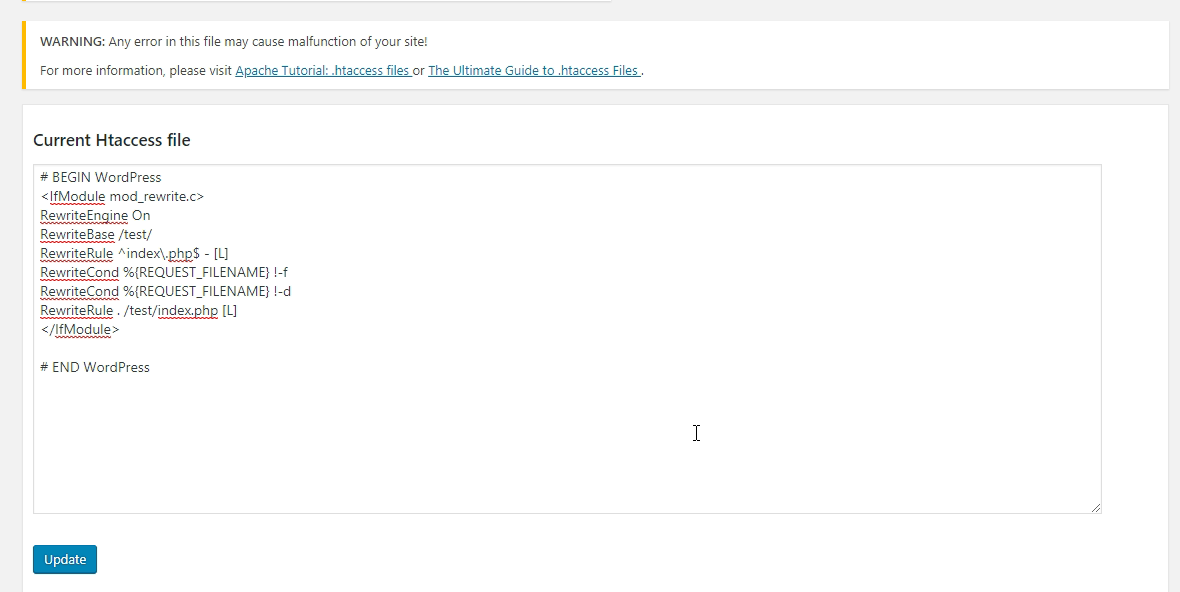 WARNING: Any error in this file may cause malfunction of your site!
For more information, please visit Apache Tutorial: .htaccess files or The Ultimate Guide to .htaccess Files .
Current Htaccess file
# BEGIN WordPress
<IfModule mod_rewrite.c>
RewriteEngine On
RewriteBase /test/
RewriteRule ^index\.php$ - [L]
RewriteCond %{REQUEST_FILENAME} !-f
RewriteCond %{REQUEST_FILENAME} !-d
RewriteRule . /test/index.php [L]
</IfModule>
# END WordPress
Update